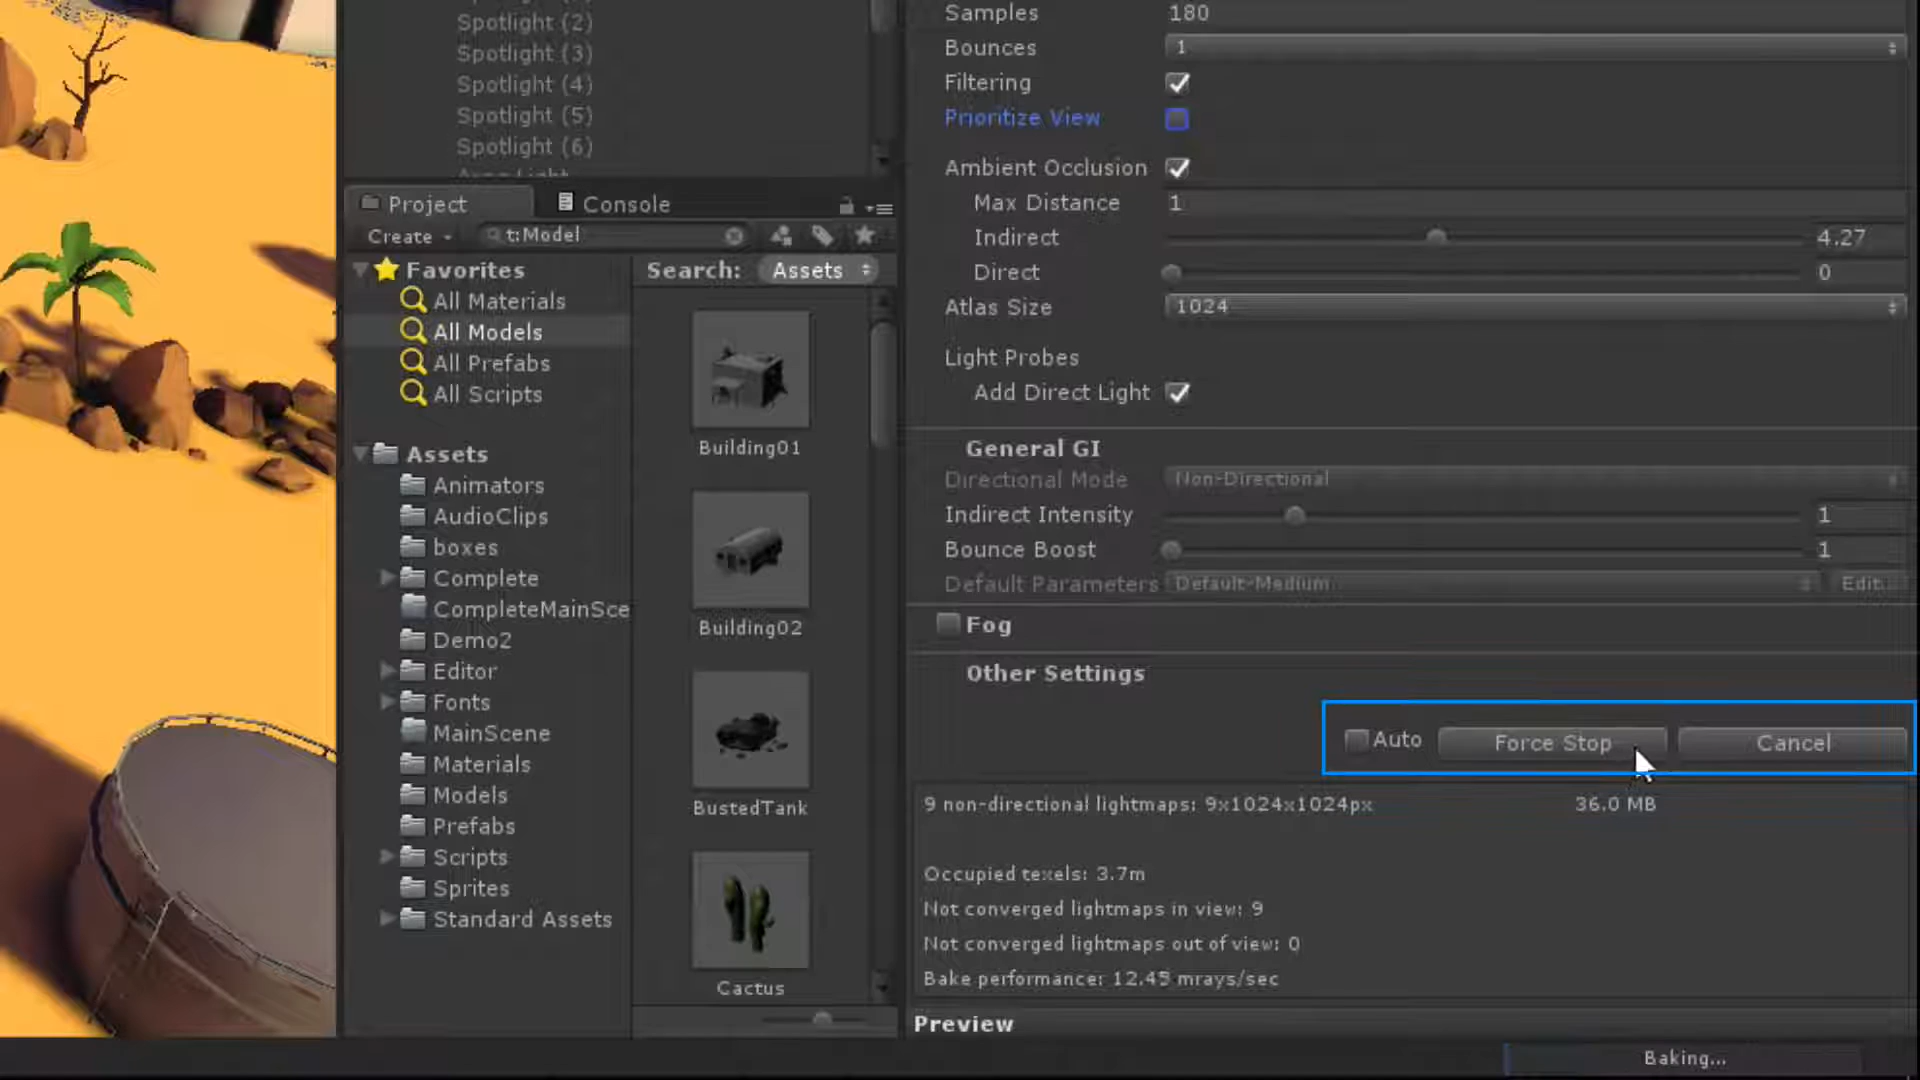 Spotlight (2)
Spotlight (3)
Spotlight (4)
Spotlight (5)
Spotlight (6)
Area Light
Project
Console
Create
t:Model
Favorites
All Materials
All Models
All Prefabs
All Scripts
Assets
Animators
AudioClips
boxes
Complete
CompleteMainSce
Demo2
Editor
Fonts
MainScene
Materials
Models
Prefabs
Scripts
Sprites
Standard Assets
Search: Assets
Building01
Building02
BustedTank
Cactus
Samples 180
Bounces 1
Filtering
Prioritize View
Ambient Occlusion
Max Distance 1
Indirect 4.27
Direct 0
Atlas Size 1024
Light Probes
Add Direct Light
General GI
Directional Mode Non-Directional
Indirect Intensity 1
Bounce Boost 1
Default Parameters Default-Medium Edit...
Fog
Other Settings
Auto Force Stop Cancel
9 non-directional lightmaps: 9x1024x1024px 36.0 MB
Occupied texels: 3.7m
Not converged lightmaps in view: 9
Not converged lightmaps out of view: 0
Bake performance: 12.45 mrays/sec
Preview
Baking...